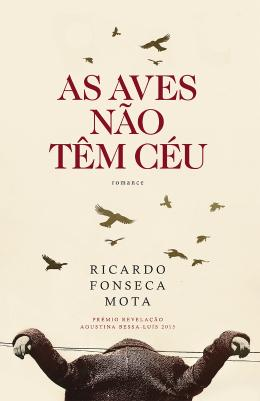 AS AVES
NÃO
TÊM CÉU
romance
RICARDO
FONSECA
MOTA
PRÉMIO REVELAÇÃO
AGUSTINA BESSA-LUÍS 2015